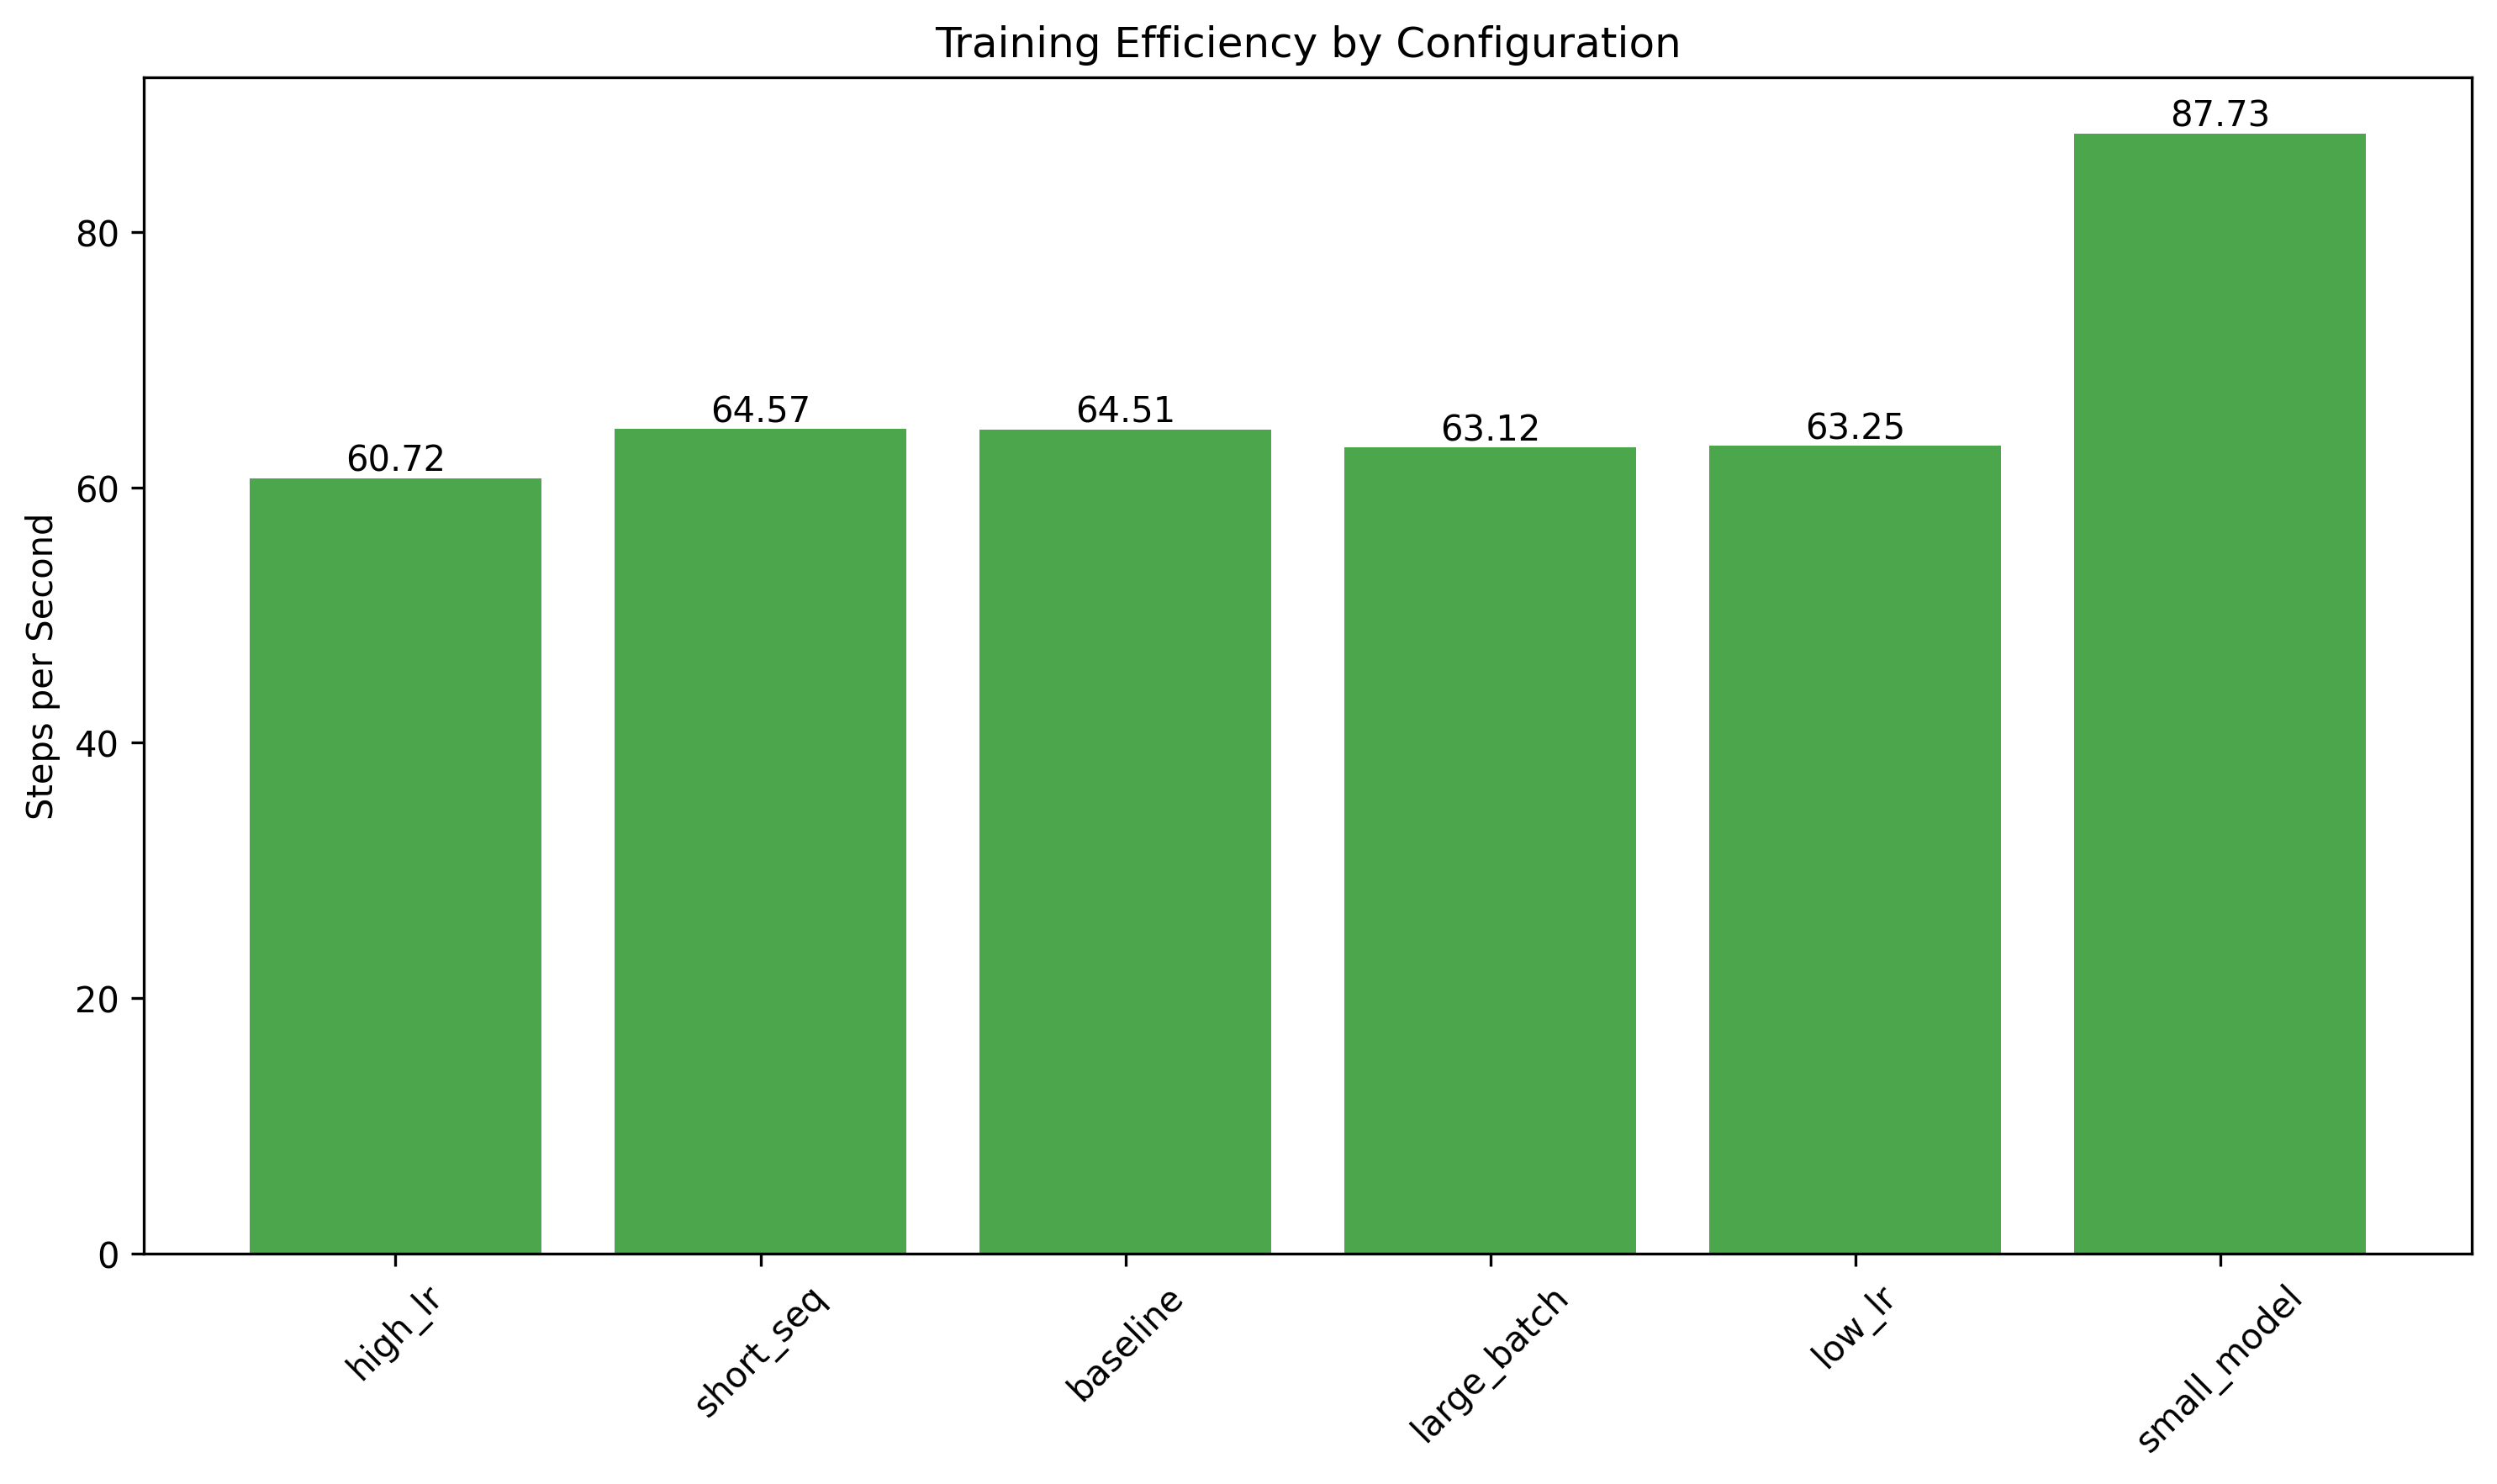 Training Efficiency by Configuration
Steps per Second
80
60
40
20
0
60.72
64.57
64.51
63.12
63.25
87.73
high_lr
short_seq
baseline
large_batch
low_lr
small_model